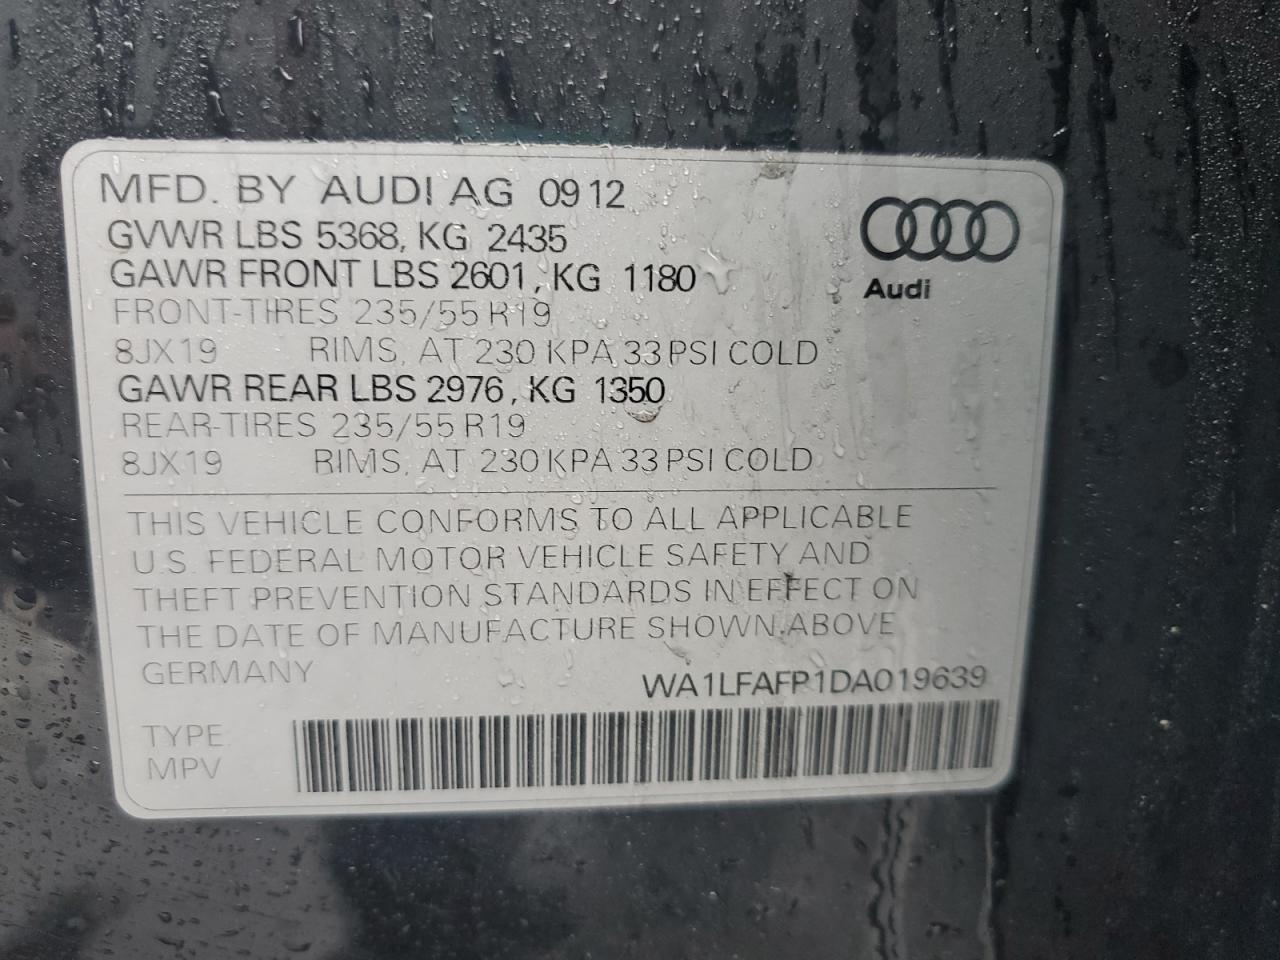 MFD. BY AUDI AG 09 12
GVWR LBS 5368, KG 2435
GAWR FRONT LBS 2601, KG 1180
FRONT-TIRES 235/55 R19
8JX19 RIMS, AT 230 KPA, 33 PSI COLD
GAWR REAR LBS 2976, KG 1350
REAR-TIRES 235/55 R19
8JX19 RIMS, AT 230 KPA 33 PSI COLD
Audi
THIS VEHICLE CONFORMS TO ALL APPLICABLE
U.S. FEDERAL MOTOR VEHICLE SAFETY AND
THEFT PREVENTION STANDARDS IN EFFECT ON
THE DATE OF MANUFACTURE SHOWN ABOVE
GERMANY WA1LFAFP1DA019639
TYPE
MPV